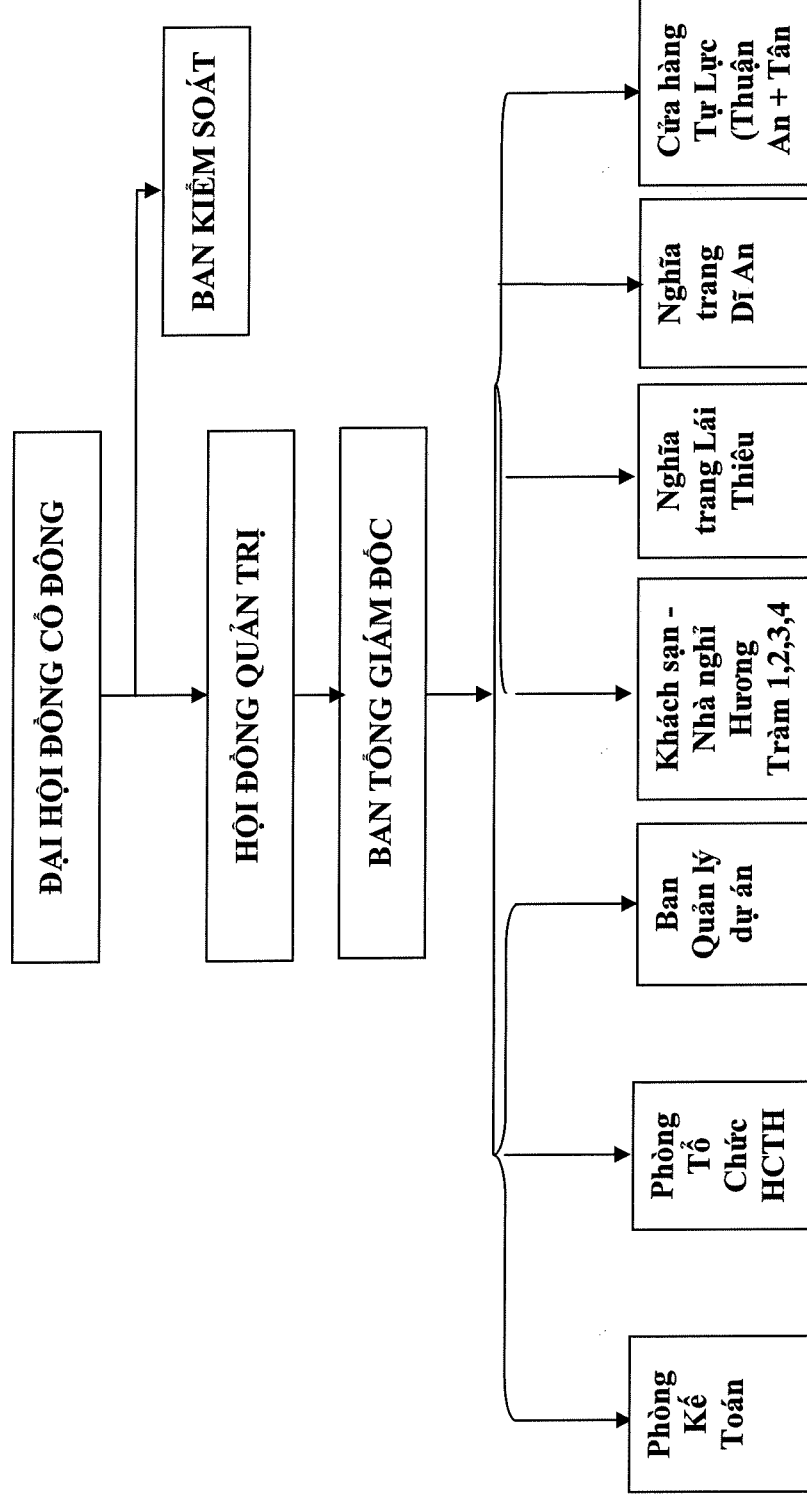 ĐẠI HỘI ĐỒNG CỔ ĐÔNG
BAN KIỂM SOÁT
HỘI ĐỒNG QUẢN TRỊ
BAN TỔNG GIÁM ĐỐC
Phòng
Kế
Toán
Phòng
Tổ
Chức
HCTH
Ban
Quản lý
dự án
Khách sạn -
Nhà nghỉ
Hương
Tràm 1,2,3,4
Nghĩa
trang Lái
Thiêu
Nghĩa
trang
Dĩ An
Cửa hàng
Tự Lực
(Thuận
An + Tân